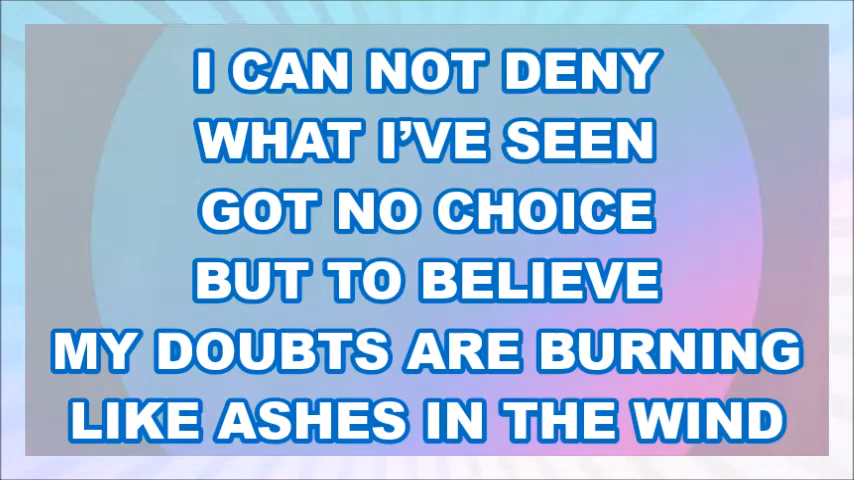 I CAN NOT DENY
WHAT I’VE SEEN
GOT NO CHOICE
BUT TO BELIEVE
MY DOUBTS ARE BURNING
LIKE ASHES IN THE WIND